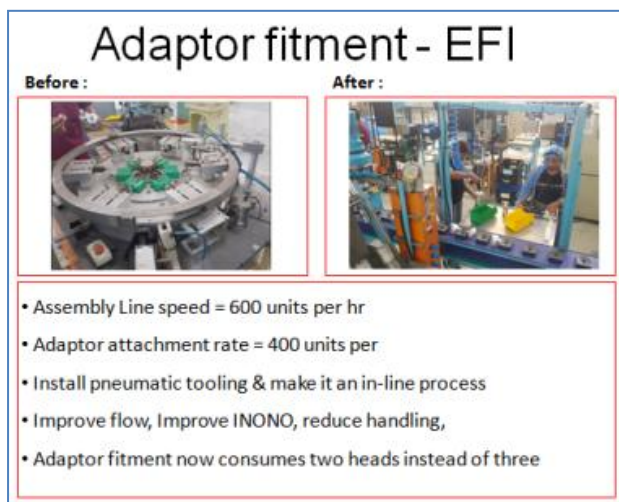 Adaptor fitment - EFI
Before :
After :
• Assembly Line speed = 600 units per hr
• Adaptor attachment rate = 400 units per
• Install pneumatic tooling & make it an in-line process
• Improve flow, Improve INONO, reduce handling,
• Adaptor fitment now consumes two heads instead of three